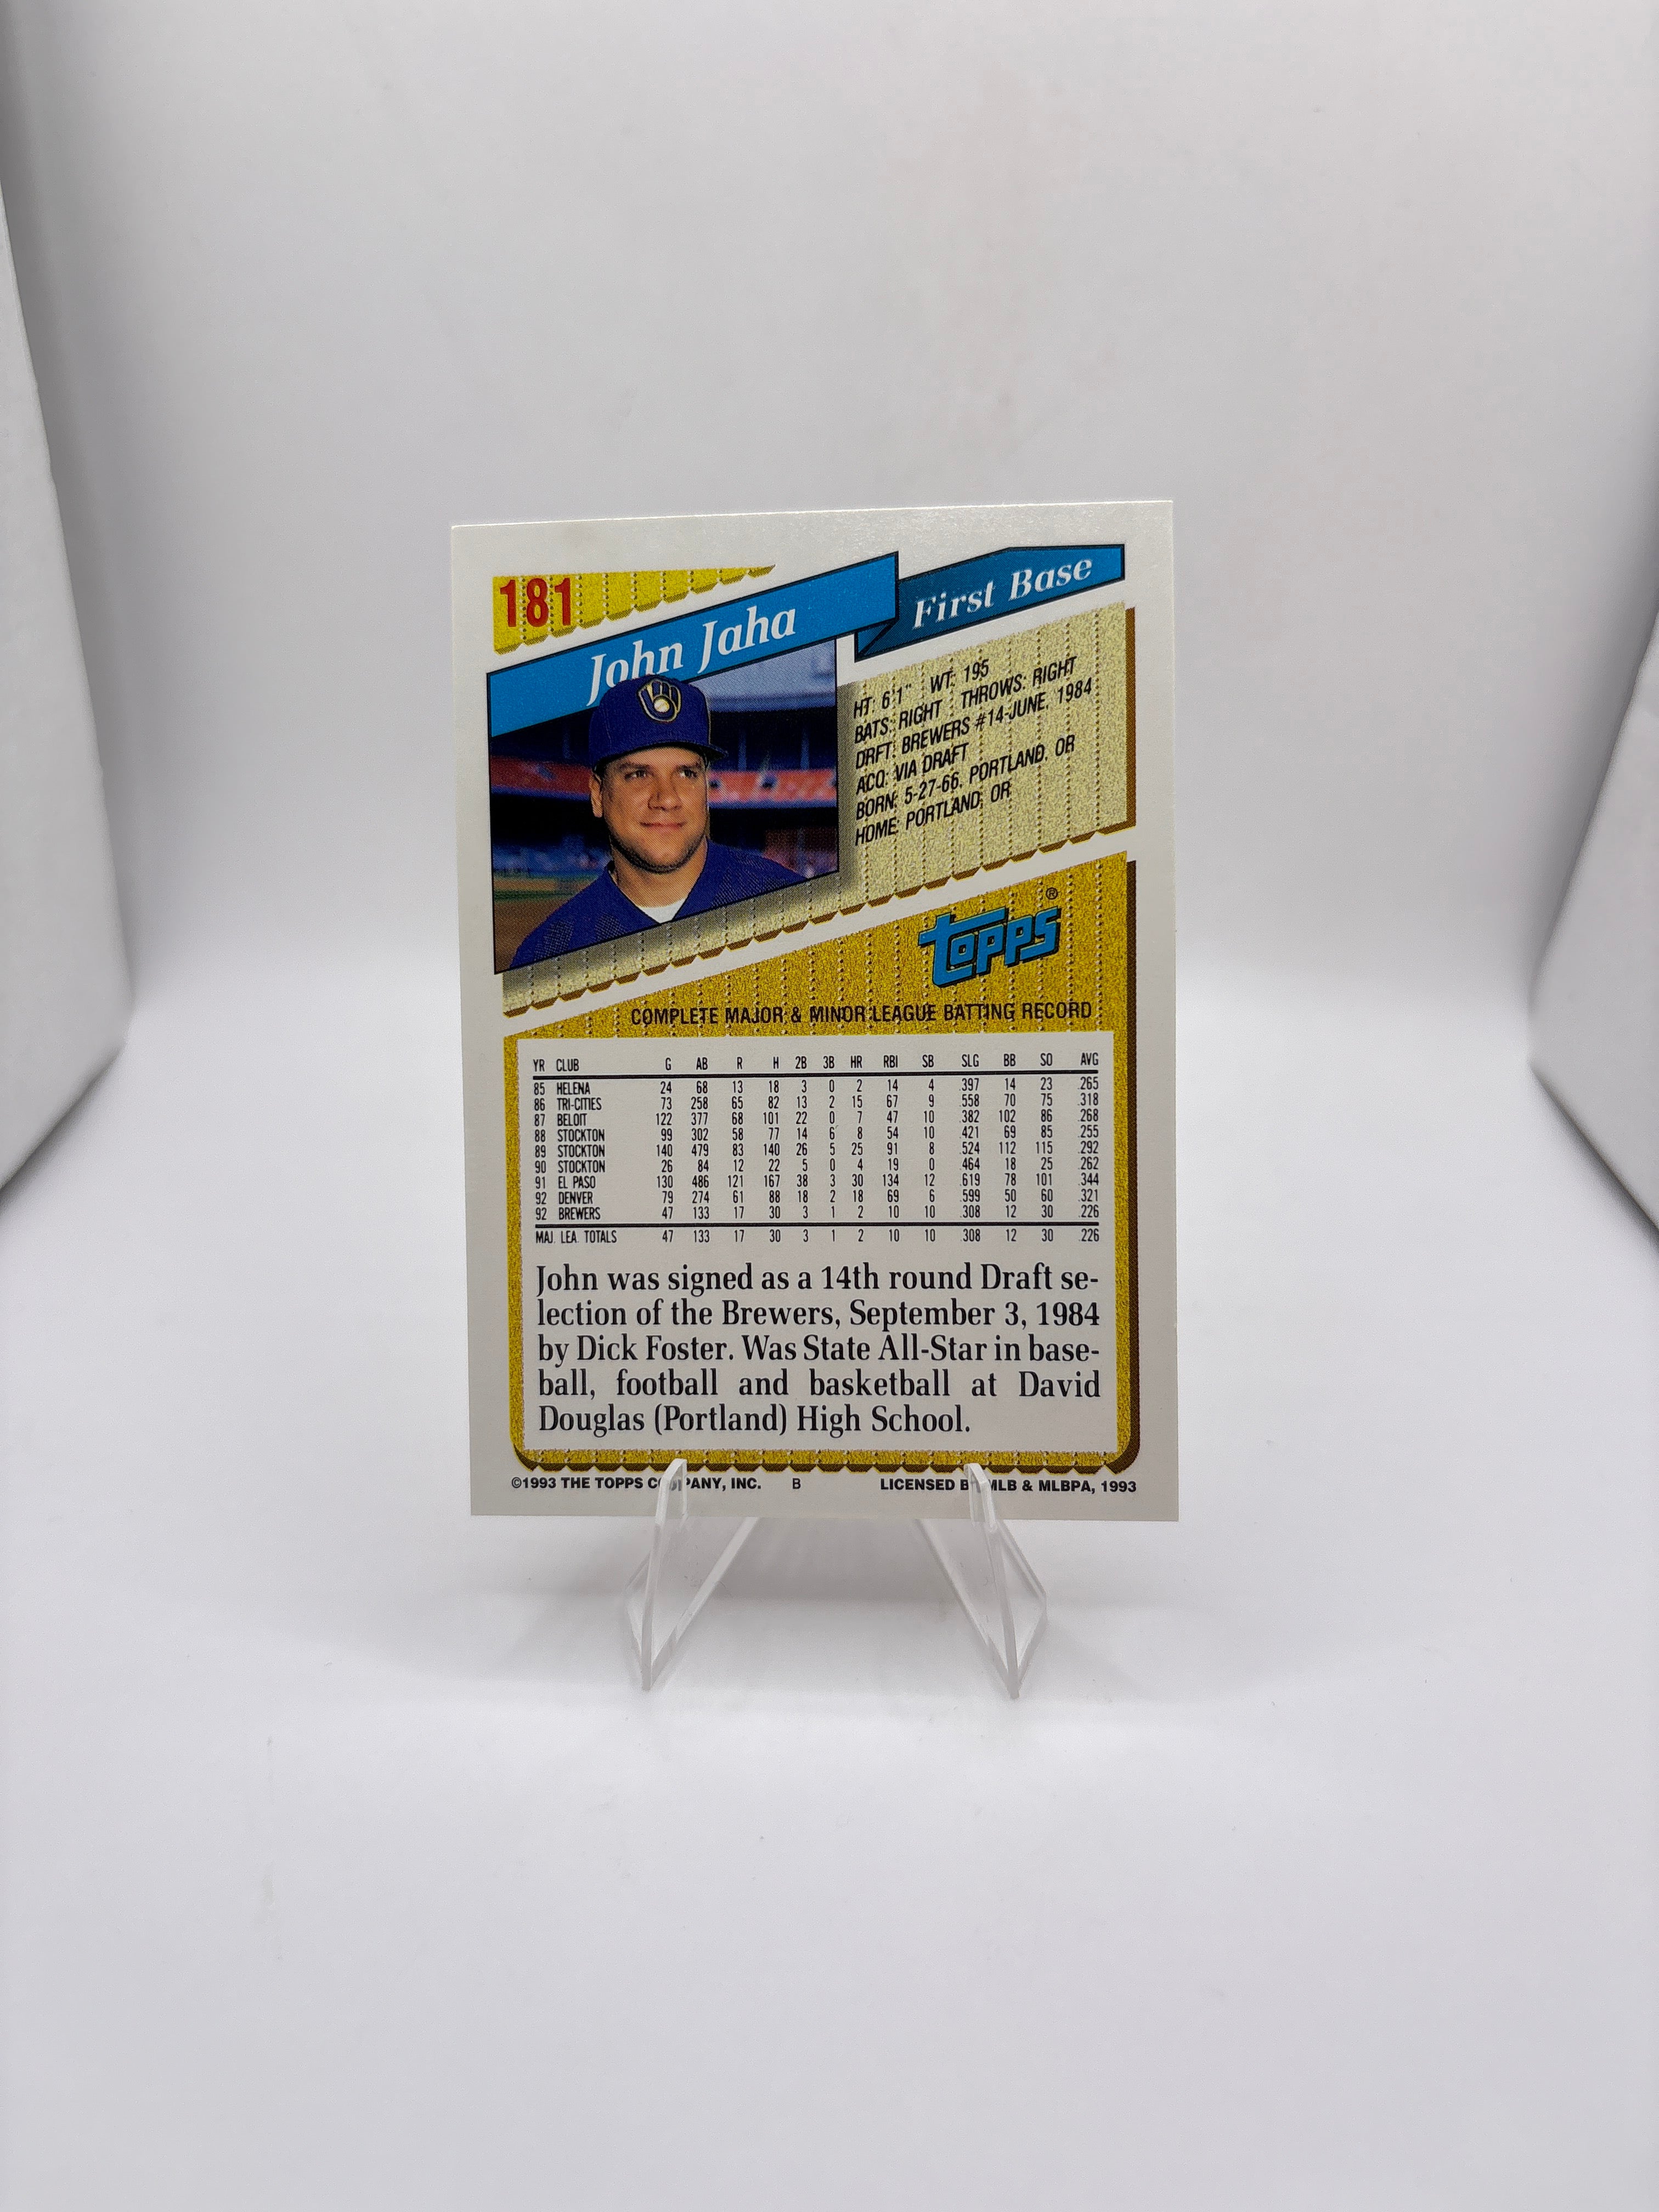 181
John Jaha
First Base
HT: 6'1" WT: 195
BATS: RIGHT THROWS: RIGHT
DRFT: BREWERS #14-JUNE, 1984
ACQ: VIA DRAFT
BORN: 5-27-66, PORTLAND, OR
HOME: PORTLAND, OR
topps®
COMPLETE MAJOR & MINOR LEAGUE BATTING RECORD
YR CLUB G AB R H 2B 3B HR RBI SB SLG BB SO AVG
85 HELENA 24 68 13 18 3 0 2 14 4 .397 14 23 .265
86 TRI-CITIES 73 258 65 82 13 2 15 67 9 .558 70 75 .318
87 BELOIT 122 377 68 101 22 0 7 47 10 .382 102 86 .268
88 STOCKTON 99 302 58 77 14 6 8 54 10 .421 69 85 .255
89 STOCKTON 140 479 83 140 26 5 25 91 8 .524 112 115 .292
90 STOCKTON 26 84 12 22 5 0 4 19 0 .464 18 25 .262
91 EL PASO 130 486 121 167 38 3 30 134 12 .619 78 101 .344
92 DENVER 79 274 61 88 18 2 18 69 6 .599 50 60 .321
92 BREWERS 47 133 17 30 3 1 2 10 10 .308 12 30 .226
MAJ. LEA. TOTALS 47 133 17 30 3 1 2 10 10 .308 12 30 .226
John was signed as a 14th round Draft se-
lection of the Brewers, September 3, 1984
by Dick Foster. Was State All-Star in base-
ball, football and basketball at David
Douglas (Portland) High School.
©1993 THE TOPPS COMPANY, INC. B LICENSED BY MLB & MLBPA, 1993